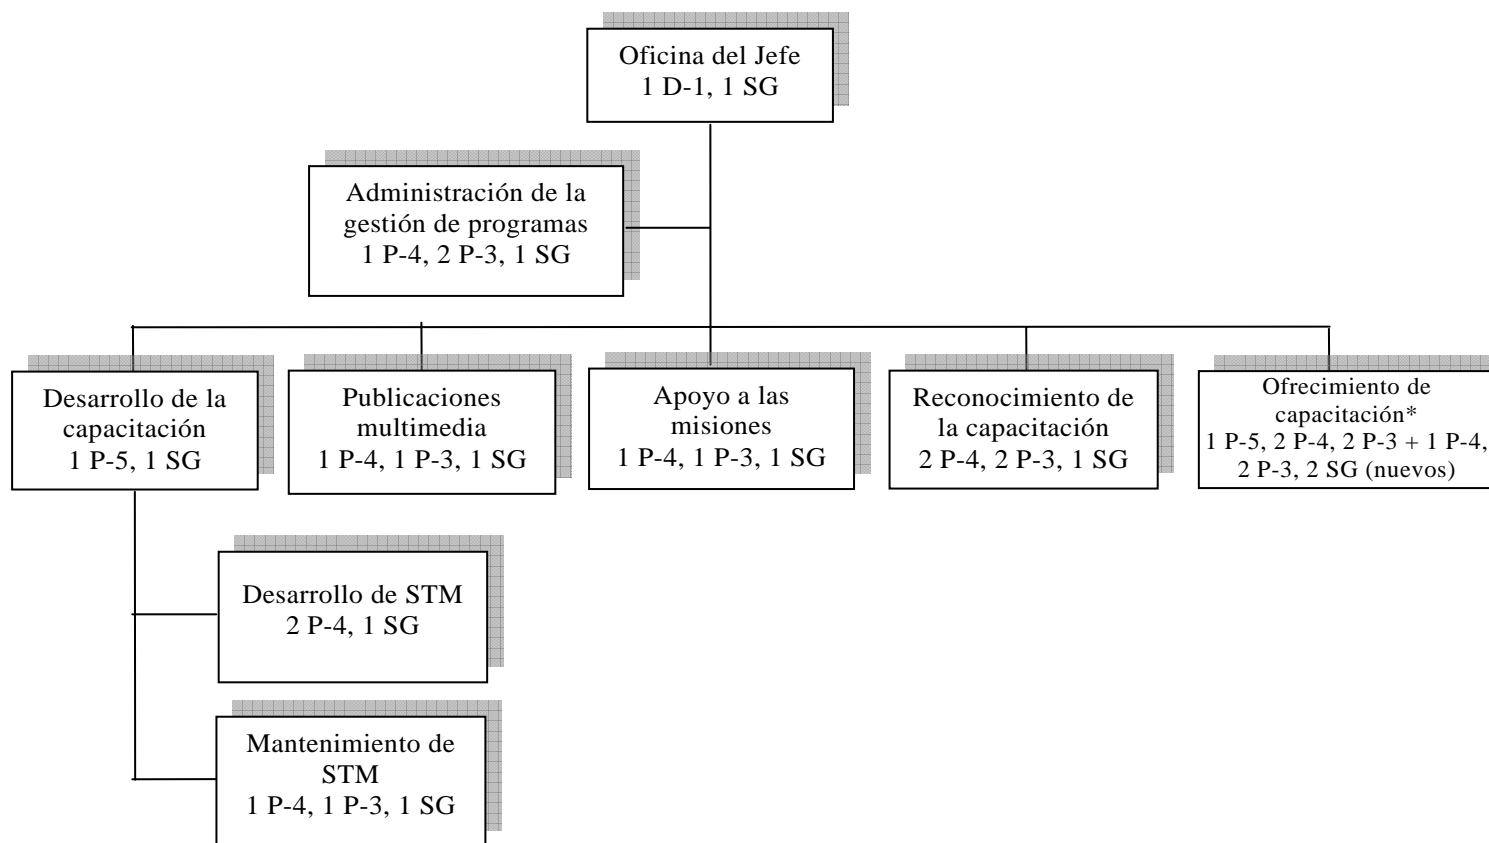 Oficina del Jefe
1 D-1, 1 SG
Administración de la
gestión de programas
1 P-4, 2 P-3, 1 SG
Desarrollo de la
capacitación
1 P-5, 1 SG
Publicaciones
multimedia
1 P-4, 1 P-3, 1 SG
Apoyo a las
misiones
1 P-4, 1 P-3, 1 SG
Reconocimiento de
la capacitación
2 P-4, 2 P-3, 1 SG
Ofrecimiento de
capacitación*
1 P-5, 2 P-4, 2 P-3 + 1 P-4,
2 P-3, 2 SG (nuevos)
Desarrollo de STM
2 P-4, 1 SG
Mantenimiento de
STM
1 P-4, 1 P-3, 1 SG